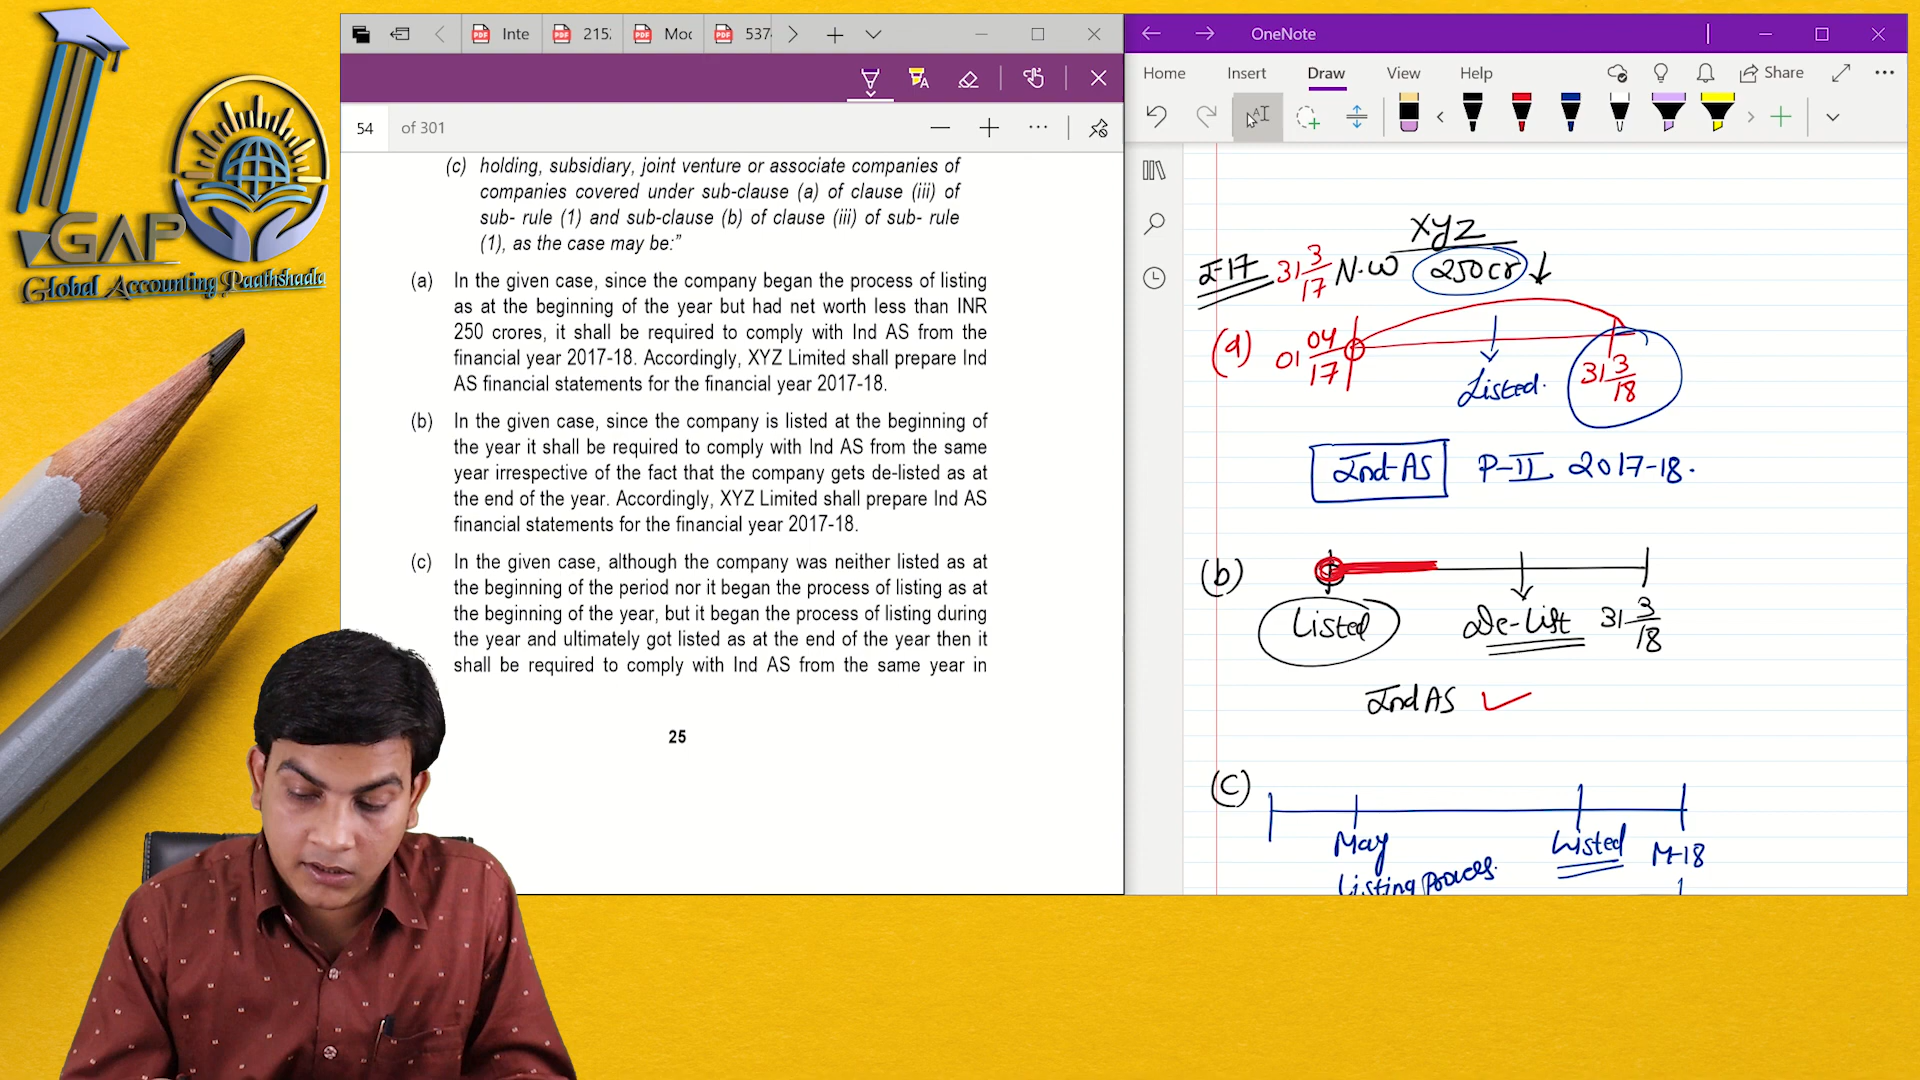 GAP
Global Accounting Paathshada
Inte
215
Moc
537
54
of 301
(c) holding, subsidiary, joint venture or associate companies of
companies covered under sub-clause (a) of clause (iii) of
sub- rule (1) and sub-clause (b) of clause (iii) of sub- rule
(1), as the case may be:"
(a) In the given case, since the company began the process of listing
as at the beginning of the year but had net worth less than INR
250 crores, it shall be required to comply with Ind AS from the
financial year 2017-18. Accordingly, XYZ Limited shall prepare Ind
AS financial statements for the financial year 2017-18.
(b) In the given case, since the company is listed at the beginning of
the year it shall be required to comply with Ind AS from the same
year irrespective of the fact that the company gets de-listed as at
the end of the year. Accordingly, XYZ Limited shall prepare Ind AS
financial statements for the financial year 2017-18.
(c) In the given case, although the company was neither listed as at
the beginning of the period nor it began the process of listing as at
the beginning of the year, but it began the process of listing during
the year and ultimately got listed as at the end of the year then it
shall be required to comply with Ind AS from the same year in
25
OneNote
Home Insert Draw View Help Share
XYZ
I-17 31 3/17 N.W 250 cr ↓
(a) 01 04/17 Listed. 31 3/18
Ind-AS P-II 2017-18.
(b)
Listed De-List 31 3/18
Ind AS ✓
(C)
May Listed M-18
Listing Process.